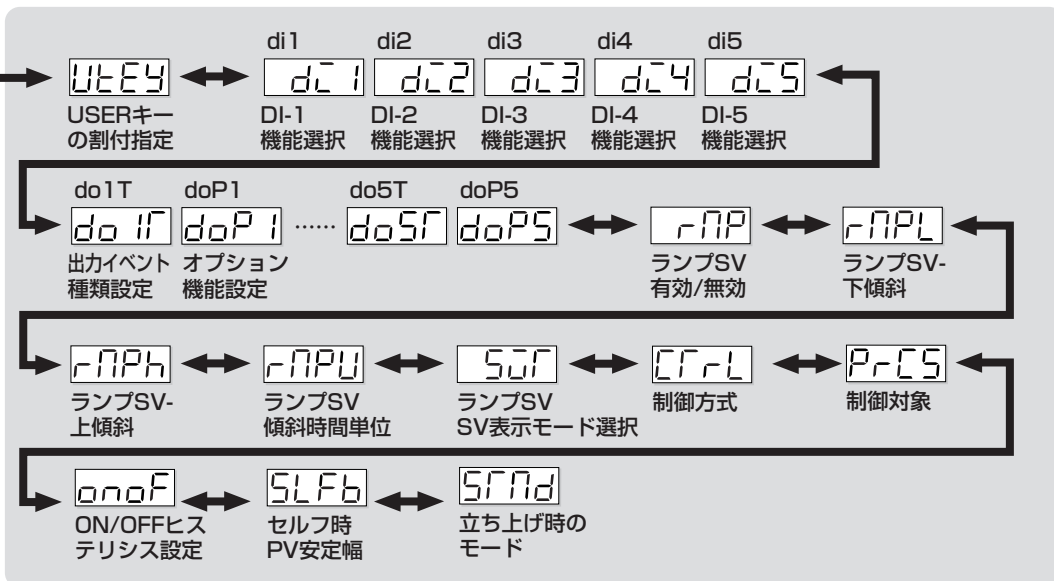 di1 di2 di3 di4 di5
UtEy di1 di2 di3 di4 di5
USERキー DI-1 DI-2 DI-3 DI-4 DI-5
の割付指定 機能選択 機能選択 機能選択 機能選択 機能選択
do1T doP1 do5T doP5
do1T doP1 ...... do5T doP5 rMP rMPL
出力イベント オプション ランプSV ランプSV-
種類設定 機能設定 有効/無効 下傾斜
rMPh rMPU SvT CTrL PrCS
ランプSV- ランプSV ランプSV 制御方式 制御対象
上傾斜 傾斜時間単位 SV表示モード選択
onoF SLFb STMd
ON/OFFヒス セルフ時 立ち上げ時の
テリシス設定 PV安定幅 モード